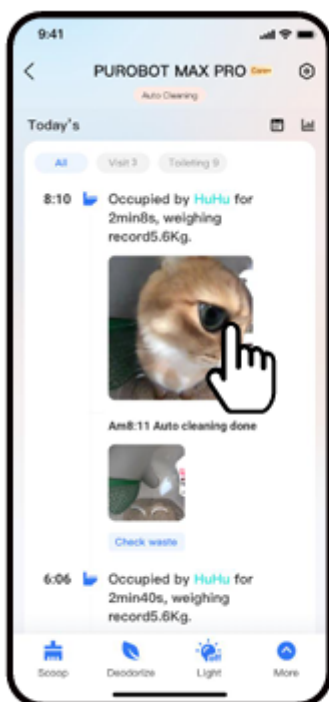 9:41
PUROBOT MAX PRO
Auto Cleaning
Today's
All
Visit 3
Toileting 9
8:10
Occupied by HuHu for
2min8s, weighing
record5.6Kg.
Am8:11 Auto cleaning done
Check waste
6:06
Occupied by HuHu for
2min40s, weighing
record5.6Kg.
Scoop
Deodorize
Light
More